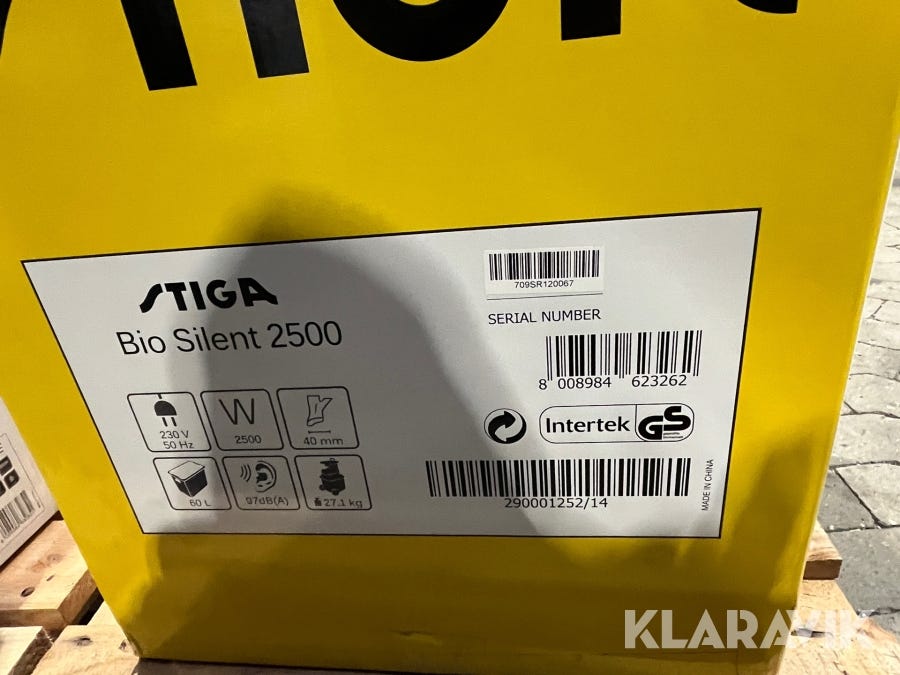 STIGA
Bio Silent 2500
709SR120067
SERIAL NUMBER
8 008984 623262
230 V
50 Hz
W
2500
40 mm
60 L
97dB(A)
27.1 kg
Intertek
GS
290001252/14
MADE IN CHINA
KLARAVIK